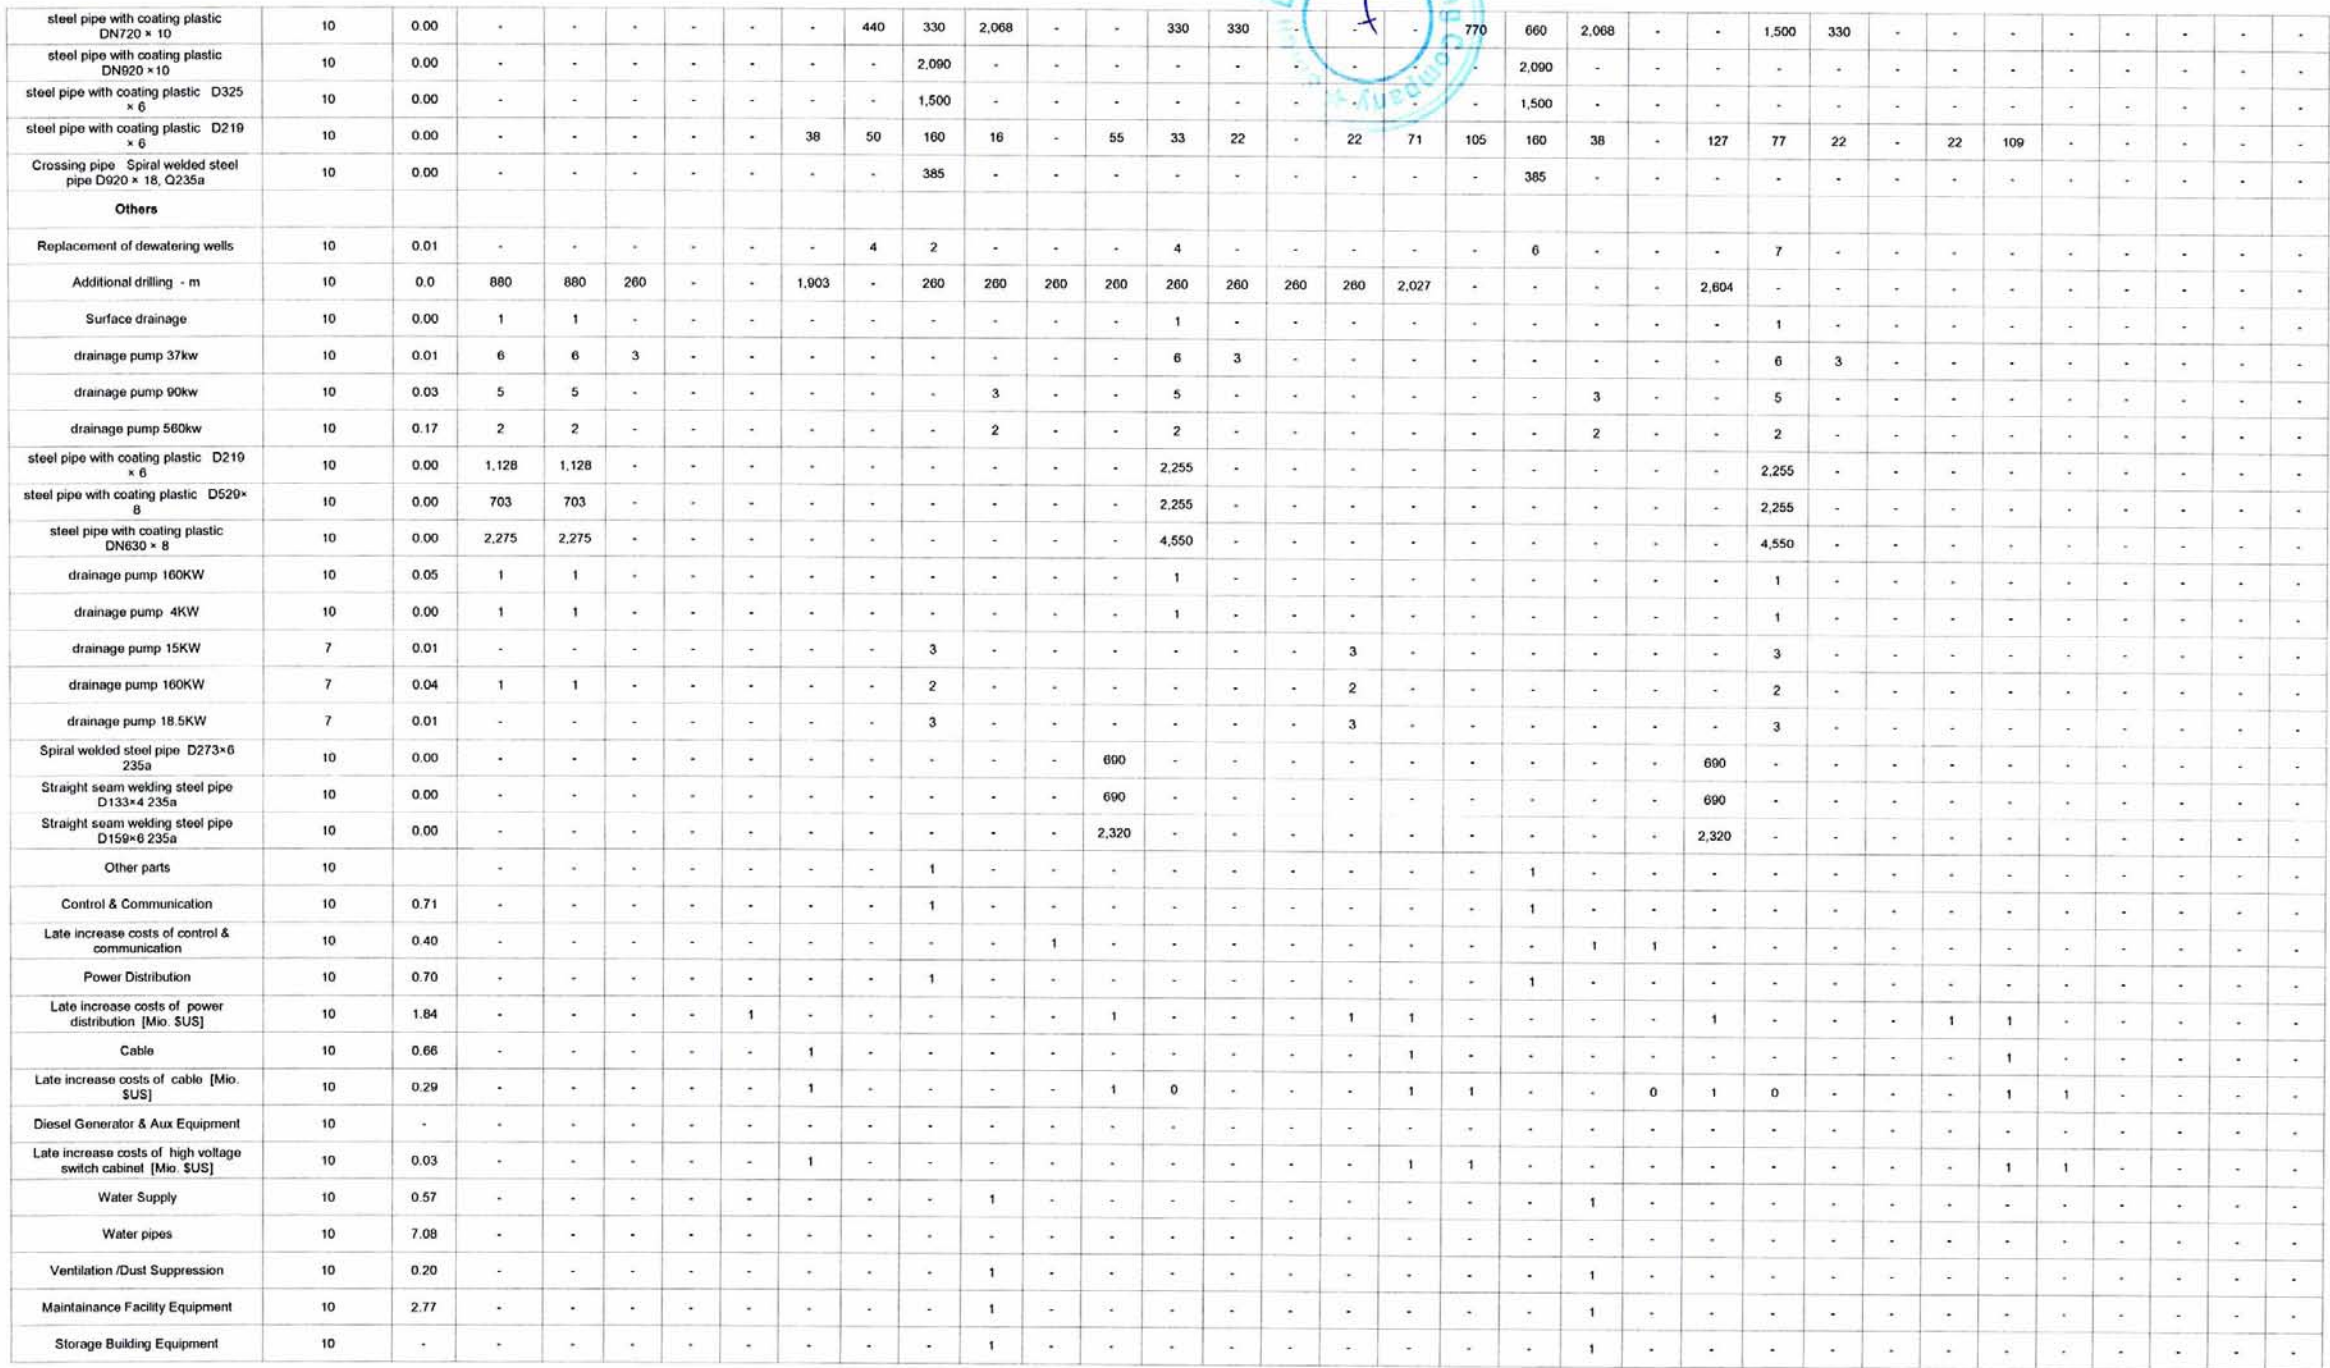 steel pipe with coating plastic
DN720 × 10 10 0.00 - - - - - - 440 330 2,068 - - 330 330 - - - 770 660 2,068 - - 1,500 330 - - - - - - - -
steel pipe with coating plastic
DN920 ×10 10 0.00 - - - - - - - 2,090 - - - - - - - - - 2,090 - - - - - - - - - - - - -
steel pipe with coating plastic D325
× 6 10 0.00 - - - - - - - 1,500 - - - - - - - - - 1,500 - - - - - - - - - - - - -
steel pipe with coating plastic D219
× 6 10 0.00 - - - - - 38 50 160 16 - 55 33 22 - 22 71 105 160 38 - 127 77 22 - 22 109 - - - - -
Crossing pipe Spiral welded steel
pipe D920 × 18, Q235a 10 0.00 - - - - - - - 385 - - - - - - - - - 385 - - - - - - - - - - - - -
Others
Replacement of dewatering wells 10 0.01 - - - - - - 4 2 - - - 4 - - - - - 6 - - - 7 - - - - - - - - -
Additional drilling - m 10 0.0 880 880 260 - - 1,903 - 260 260 260 260 260 260 260 260 2,027 - - - - 2,604 - - - - - - - - - -
Surface drainage 10 0.00 1 1 - - - - - - - - - 1 - - - - - - - - - 1 - - - - - - - - -
drainage pump 37kw 10 0.01 6 6 3 - - - - - - - - 6 3 - - - - - - - - 6 3 - - - - - - - -
drainage pump 90kw 10 0.03 5 5 - - - - - - 3 - - 5 - - - - - - 3 - - 5 - - - - - - - - -
drainage pump 560kw 10 0.17 2 2 - - - - - - 2 - - 2 - - - - - - 2 - - 2 - - - - - - - - -
steel pipe with coating plastic D219
× 6 10 0.00 1,128 1,128 - - - - - - - - - 2,255 - - - - - - - - - 2,255 - - - - - - - - -
steel pipe with coating plastic D529×
8 10 0.00 703 703 - - - - - - - - - 2,255 - - - - - - - - - 2,255 - - - - - - - - -
steel pipe with coating plastic
DN630 × 8 10 0.00 2,275 2,275 - - - - - - - - - 4,550 - - - - - - - - - 4,550 - - - - - - - - -
drainage pump 160KW 10 0.05 1 1 - - - - - - - - - 1 - - - - - - - - - 1 - - - - - - - - -
drainage pump 4KW 10 0.00 1 1 - - - - - - - - - 1 - - - - - - - - - 1 - - - - - - - - -
drainage pump 15KW 7 0.01 - - - - - - - 3 - - - - - - 3 - - - - - - 3 - - - - - - - - -
drainage pump 160KW 7 0.04 1 1 - - - - - 2 - - - - - - 2 - - - - - - 2 - - - - - - - - -
drainage pump 18.5KW 7 0.01 - - - - - - - 3 - - - - - - 3 - - - - - - 3 - - - - - - - - -
Spiral welded steel pipe D273×6
235a 10 0.00 - - - - - - - - - - 690 - - - - - - - - - 690 - - - - - - - - - -
Straight seam welding steel pipe
D133×4 235a 10 0.00 - - - - - - - - - - 690 - - - - - - - - - 690 - - - - - - - - - -
Straight seam welding steel pipe
D159×6 235a 10 0.00 - - - - - - - - - - 2,320 - - - - - - - - - 2,320 - - - - - - - - - -
Other parts 10 - - - - - - - 1 - - - - - - - - - 1 - - - - - - - - - - - - -
Control & Communication 10 0.71 - - - - - - - 1 - - - - - - - - - 1 - - - - - - - - - - - - -
Late increase costs of control &
communication 10 0.40 - - - - - - - - - 1 - - - - - - - - 1 1 - - - - - - - - - - -
Power Distribution 10 0.70 - - - - - - - 1 - - - - - - - - - 1 - - - - - - - - - - - - -
Late increase costs of power
distribution [Mio. $US] 10 1.84 - - - - 1 - - - - - 1 - - - 1 1 - - - - 1 - - - 1 1 - - - - -
Cable 10 0.66 - - - - - 1 - - - - - - - - - 1 - - - - - - - - - 1 - - - - -
Late increase costs of cable [Mio.
$US] 10 0.29 - - - - - 1 - - - - 1 0 - - - 1 1 - - 0 1 0 - - - 1 1 - - - -
Diesel Generator & Aux Equipment 10 - - - - - - - - - - - - - - - - - - - - - - - - - - - - - - - -
Late increase costs of high voltage
switch cabinet [Mio. $US] 10 0.03 - - - - - 1 - - - - - - - - - 1 1 - - - - - - - - 1 1 - - - -
Water Supply 10 0.57 - - - - - - - - 1 - - - - - - - - - 1 - - - - - - - - - - - -
Water pipes 10 7.08 - - - - - - - - - - - - - - - - - - - - - - - - - - - - - - -
Ventilation /Dust Suppression 10 0.20 - - - - - - - - 1 - - - - - - - - - 1 - - - - - - - - - - - -
Maintainance Facility Equipment 10 2.77 - - - - - - - - 1 - - - - - - - - - 1 - - - - - - - - - - - -
Storage Building Equipment 10 - - - - - - - - - 1 - - - - - - - - - 1 - - - - - - - - - - - -